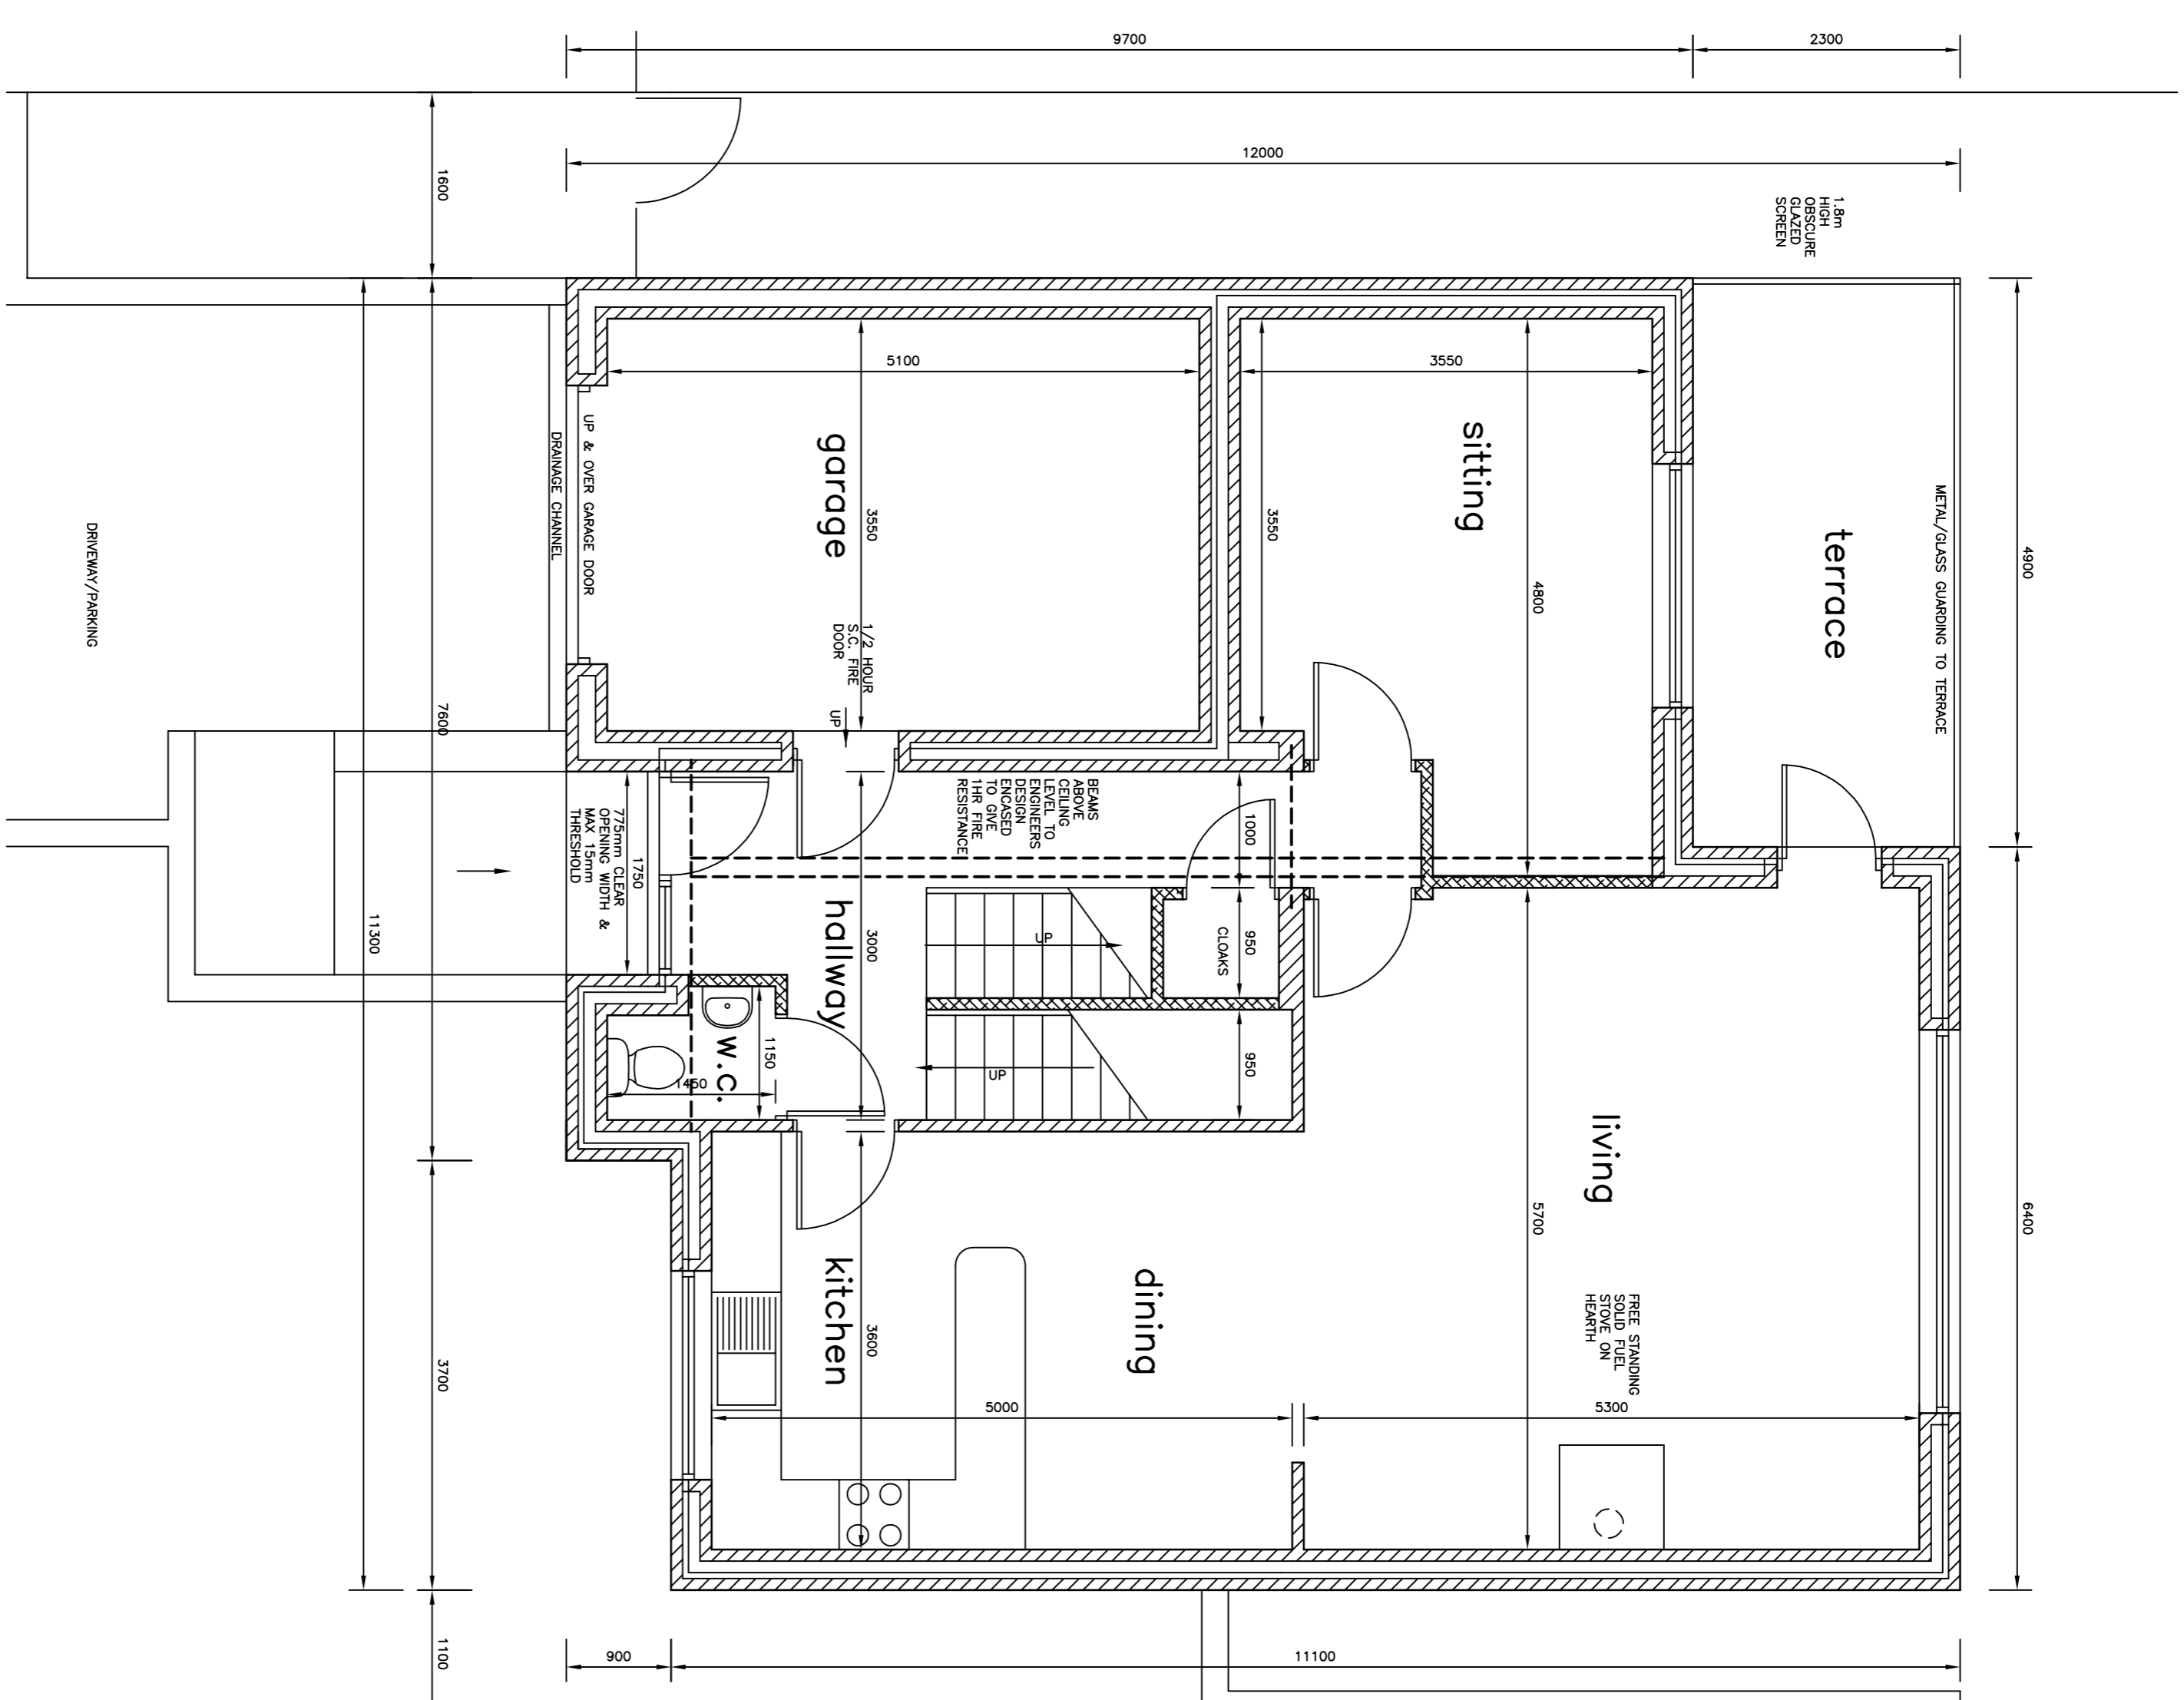 9700
2300
12000
1600
1.8m
HIGH
OBSCURE
GLAZED
SCREEN
4900
5100
3550
garage
3550
3550
sitting
4800
terrace
METAL/GLASS GUARDING TO TERRACE
UP & OVER GARAGE DOOR
DRAINAGE CHANNEL
DRIVEWAY/PARKING
1/2 HOUR
S.C. FIRE
DOOR
UP
7600
11300
775mm CLEAR
OPENING WIDTH &
MAX 15mm
THRESHOLD
1750
BEAMS
ABOVE
CEILING
LEVEL TO
ENGINEERS
DESIGN
ENCASED
TO GIVE
1HR FIRE
RESISTANCE
1000
hallway
3000
UP
CLOAKS
950
950
UP
w.c.
1150
1450
living
5700
6400
kitchen
3600
dining
FREE STANDING
SOLID FUEL
STOVE ON
HEARTH
5000
5300
3700
1100
900
11100